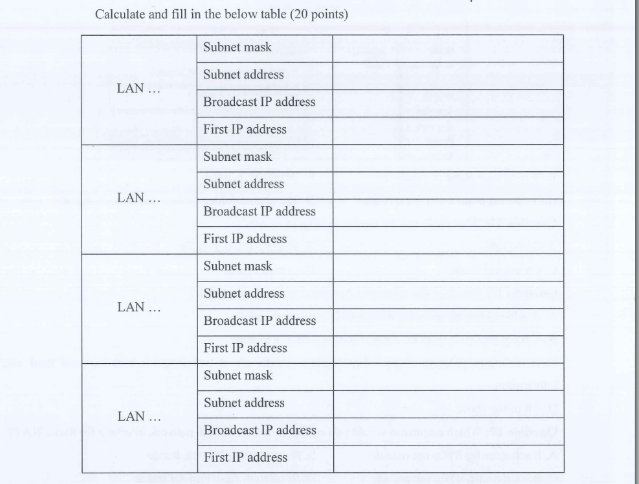 Calculate and fill in the below table (20 points)
LAN ...
Subnet mask
Subnet address
Broadcast IP address
First IP address
LAN ...
Subnet mask
Subnet address
Broadcast IP address
First IP address
LAN ...
Subnet mask
Subnet address
Broadcast IP address
First IP address
LAN ...
Subnet mask
Subnet address
Broadcast IP address
First IP address